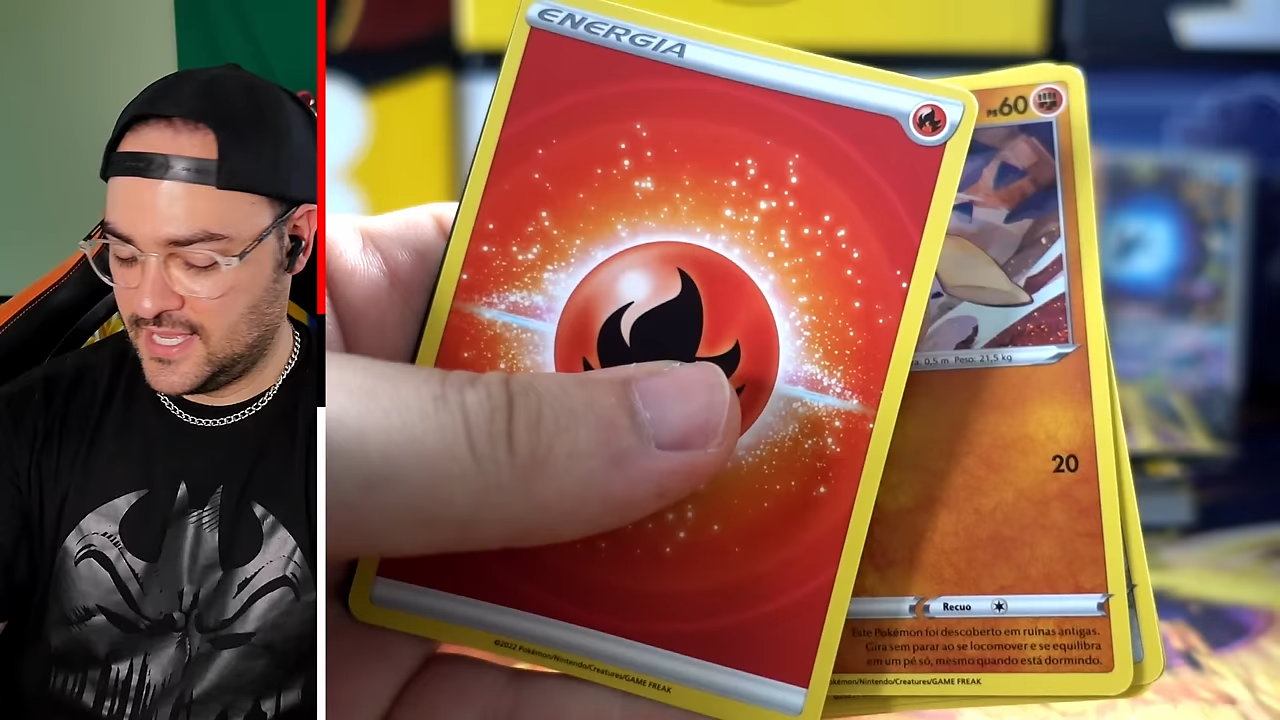 ENERGIA
PS60
0,5 m Peso: 21,5 kg
20
Recuo
Este Pokémon foi descoberto em ruínas antigas.
Gira sem parar ao se locomover e se equilibra
em um pé só, mesmo quando está dormindo.
Pokémon/Nintendo/Creatures/GAME FREAK
©2022 Pokémon/Nintendo/Creatures/GAME FREAK